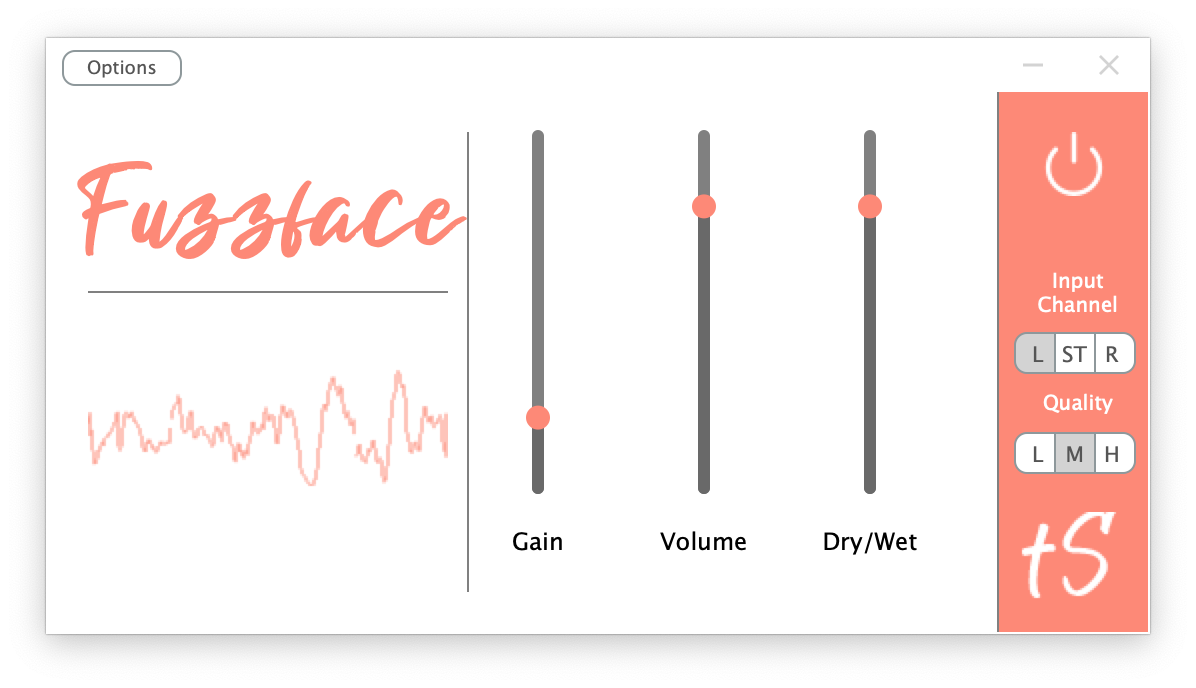 Options
Fuzzface
Gain
Volume
Dry/Wet
Input
Channel
L ST R
Quality
L M H
tS